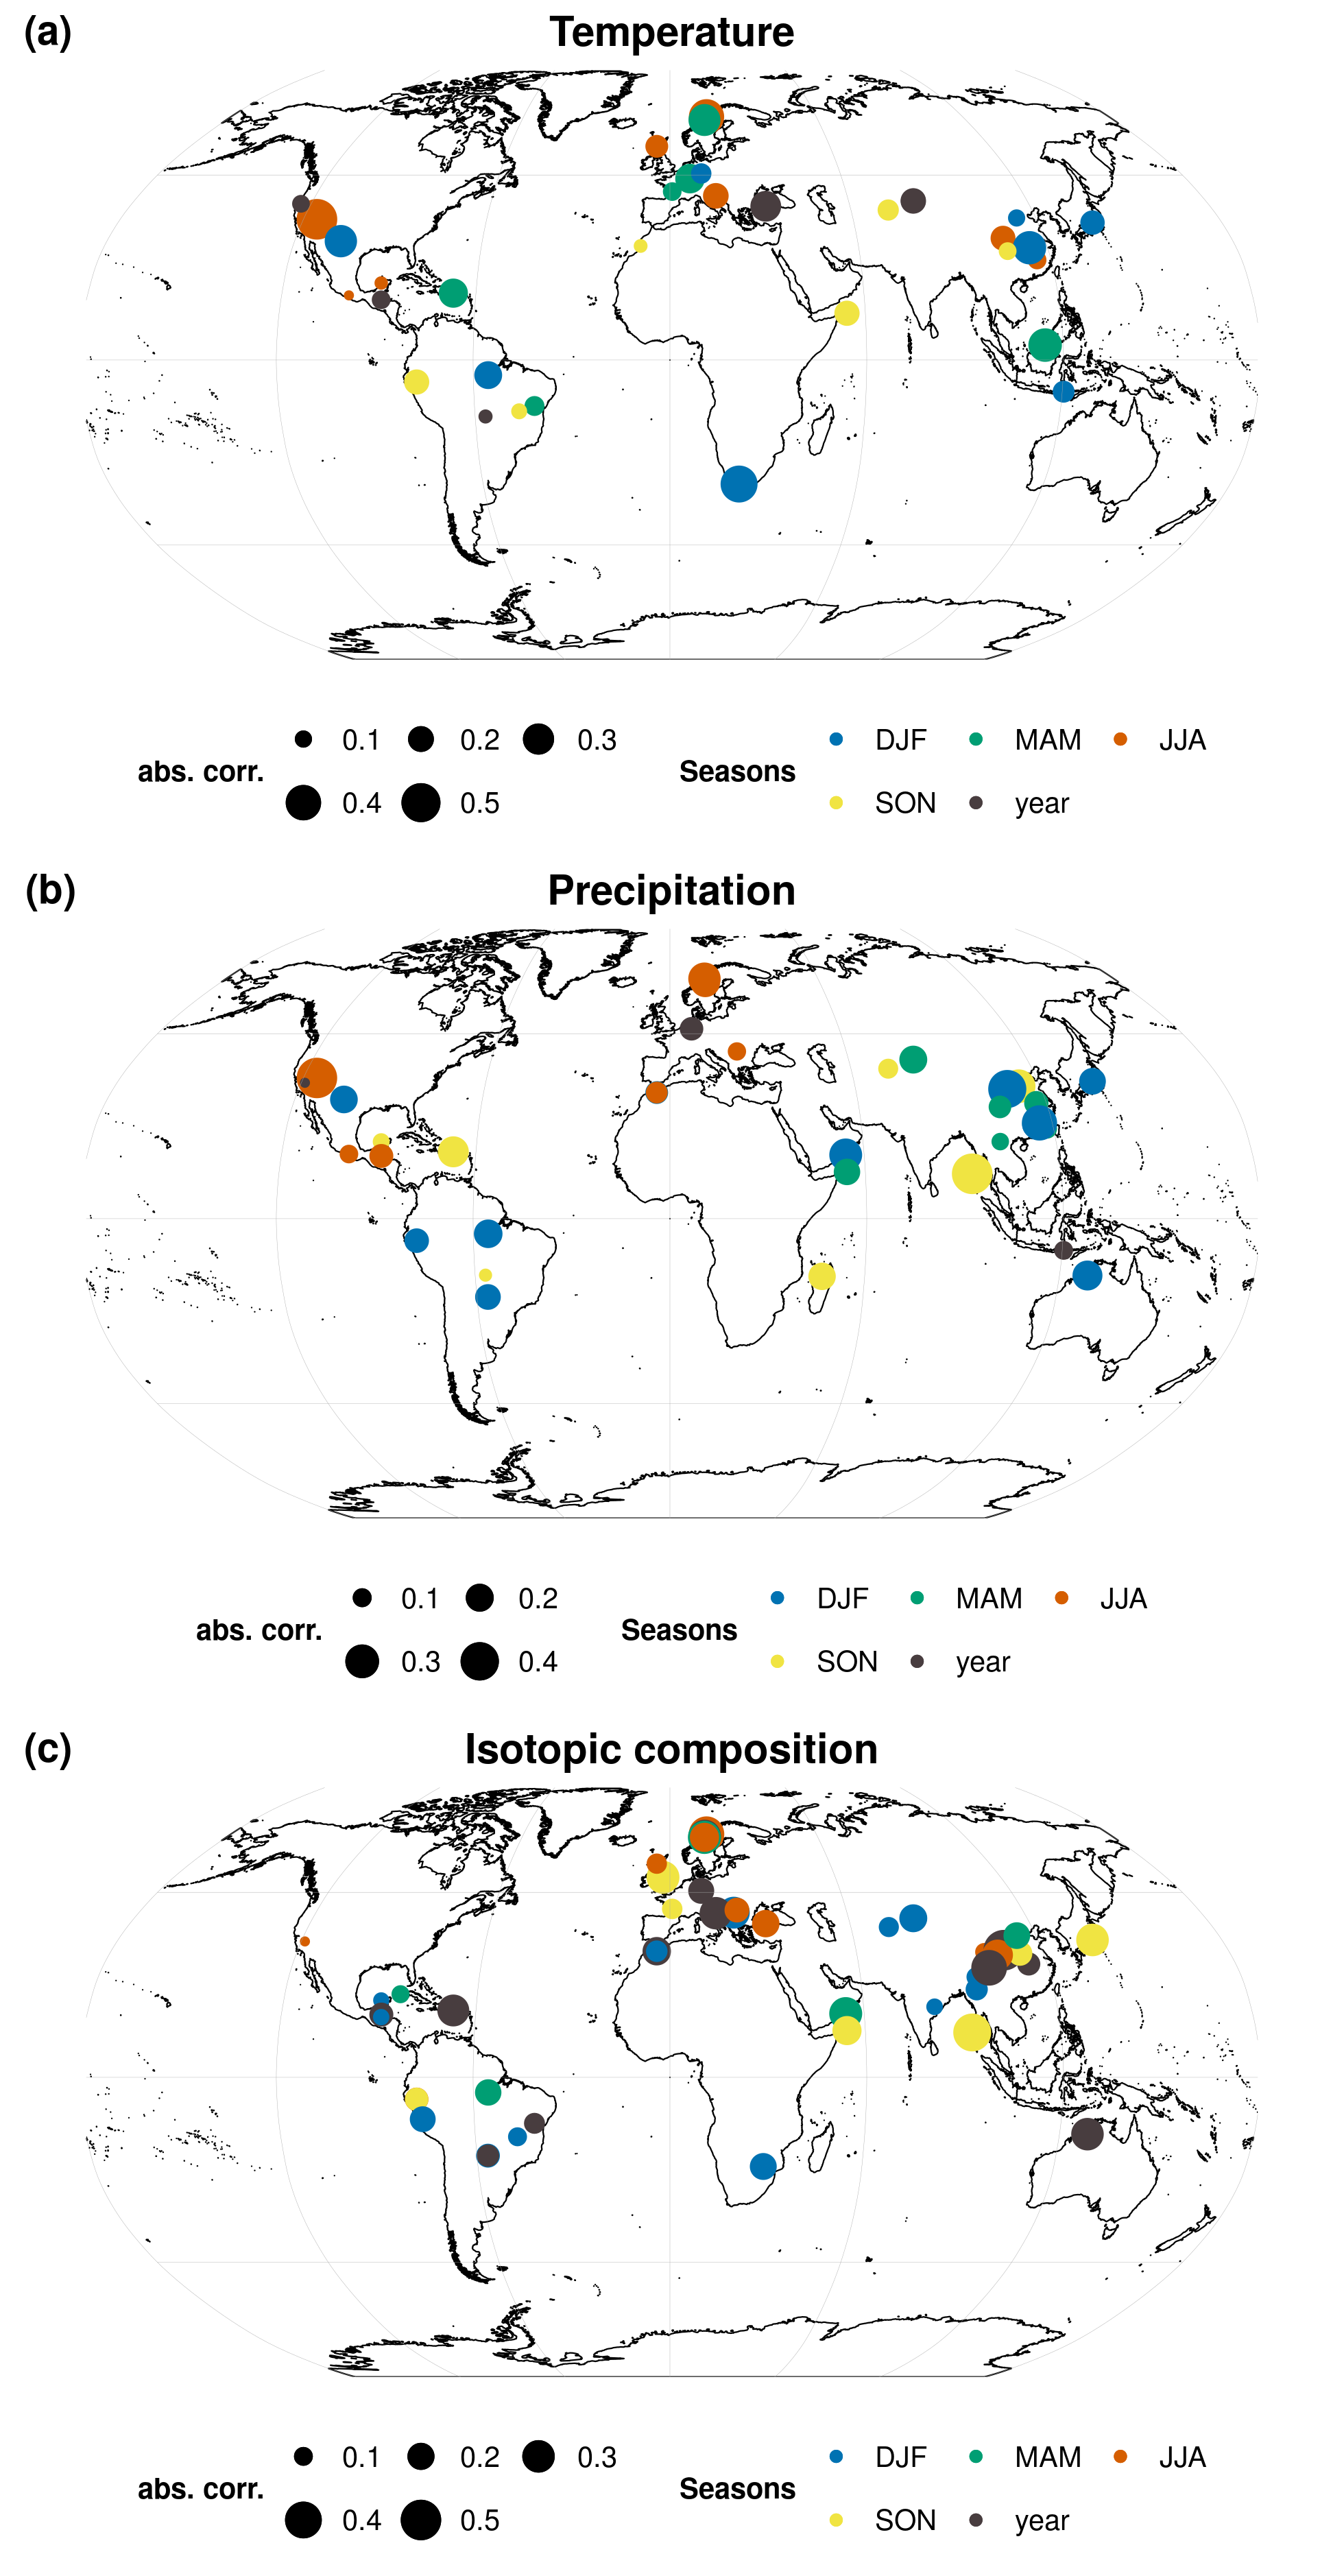 (a) Temperature
0.1 0.2 0.3 DJF MAM JJA
abs. corr. Seasons
0.4 0.5 SON year
(b) Precipitation
0.1 0.2 DJF MAM JJA
abs. corr. Seasons
0.3 0.4 SON year
(c) Isotopic composition
0.1 0.2 0.3 DJF MAM JJA
abs. corr. Seasons
0.4 0.5 SON year